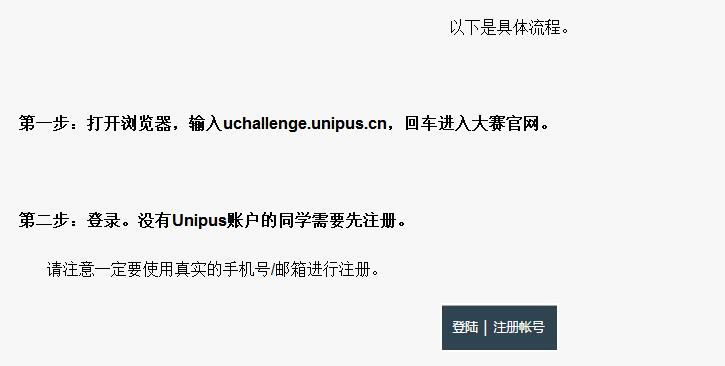 以下是具体流程。
第一步：打开浏览器，输入uchallenge.unipus.cn，回车进入大赛官网。
第二步：登录。没有Unipus账户的同学需要先注册。
请注意一定要使用真实的手机号/邮箱进行注册。
登陆 | 注册帐号